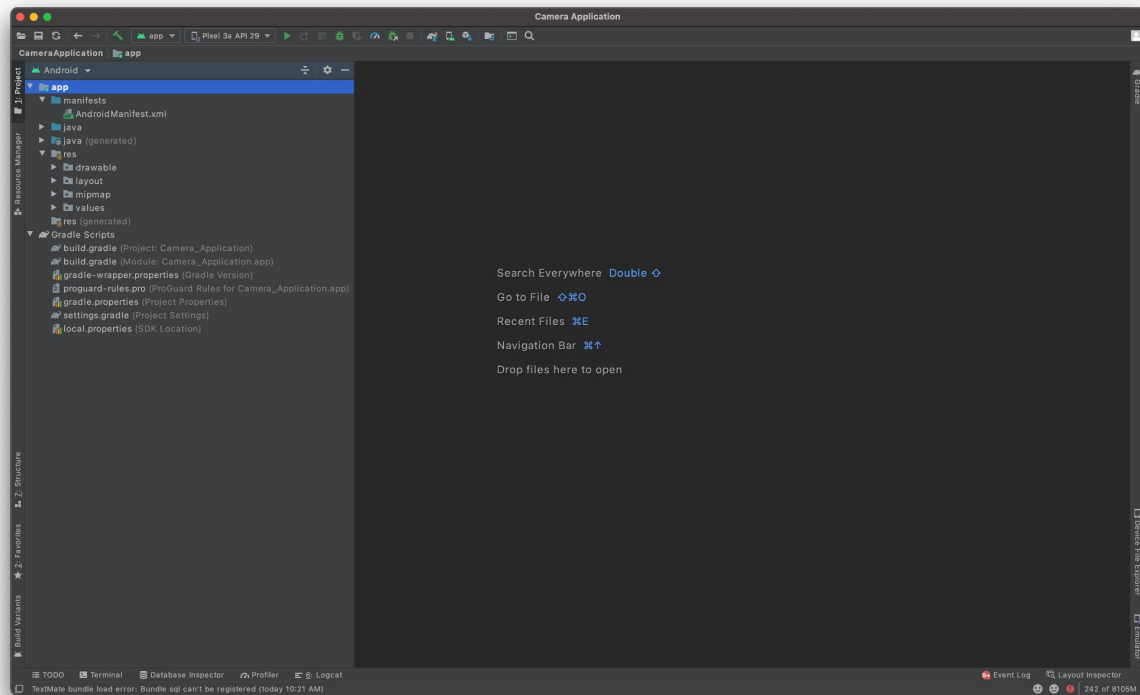 Camera Application
app Pixel 3a API 29
CameraApplication app
1: Project
Resource Manager
Android
app
manifests
AndroidManifest.xml
java
java (generated)
res
drawable
layout
mipmap
values
res (generated)
Gradle Scripts
build.gradle (Project: Camera_Application)
build.gradle (Module: Camera_Application.app)
gradle-wrapper.properties (Gradle Version)
proguard-rules.pro (ProGuard Rules for Camera_Application.app)
gradle.properties (Project Properties)
settings.gradle (Project Settings)
local.properties (SDK Location)
Search Everywhere Double ⇧
Go to File ⇧⌘O
Recent Files ⌘E
Navigation Bar ⌘↑
Drop files here to open
Gradle
Device File Explorer
Emulator
7: Structure
2: Favorites
Build Variants
TODO Terminal Database Inspector Profiler 6: Logcat Event Log Layout Inspector
TextMate bundle load error: Bundle sql can't be registered (today 10:21 AM) 242 of 8105M